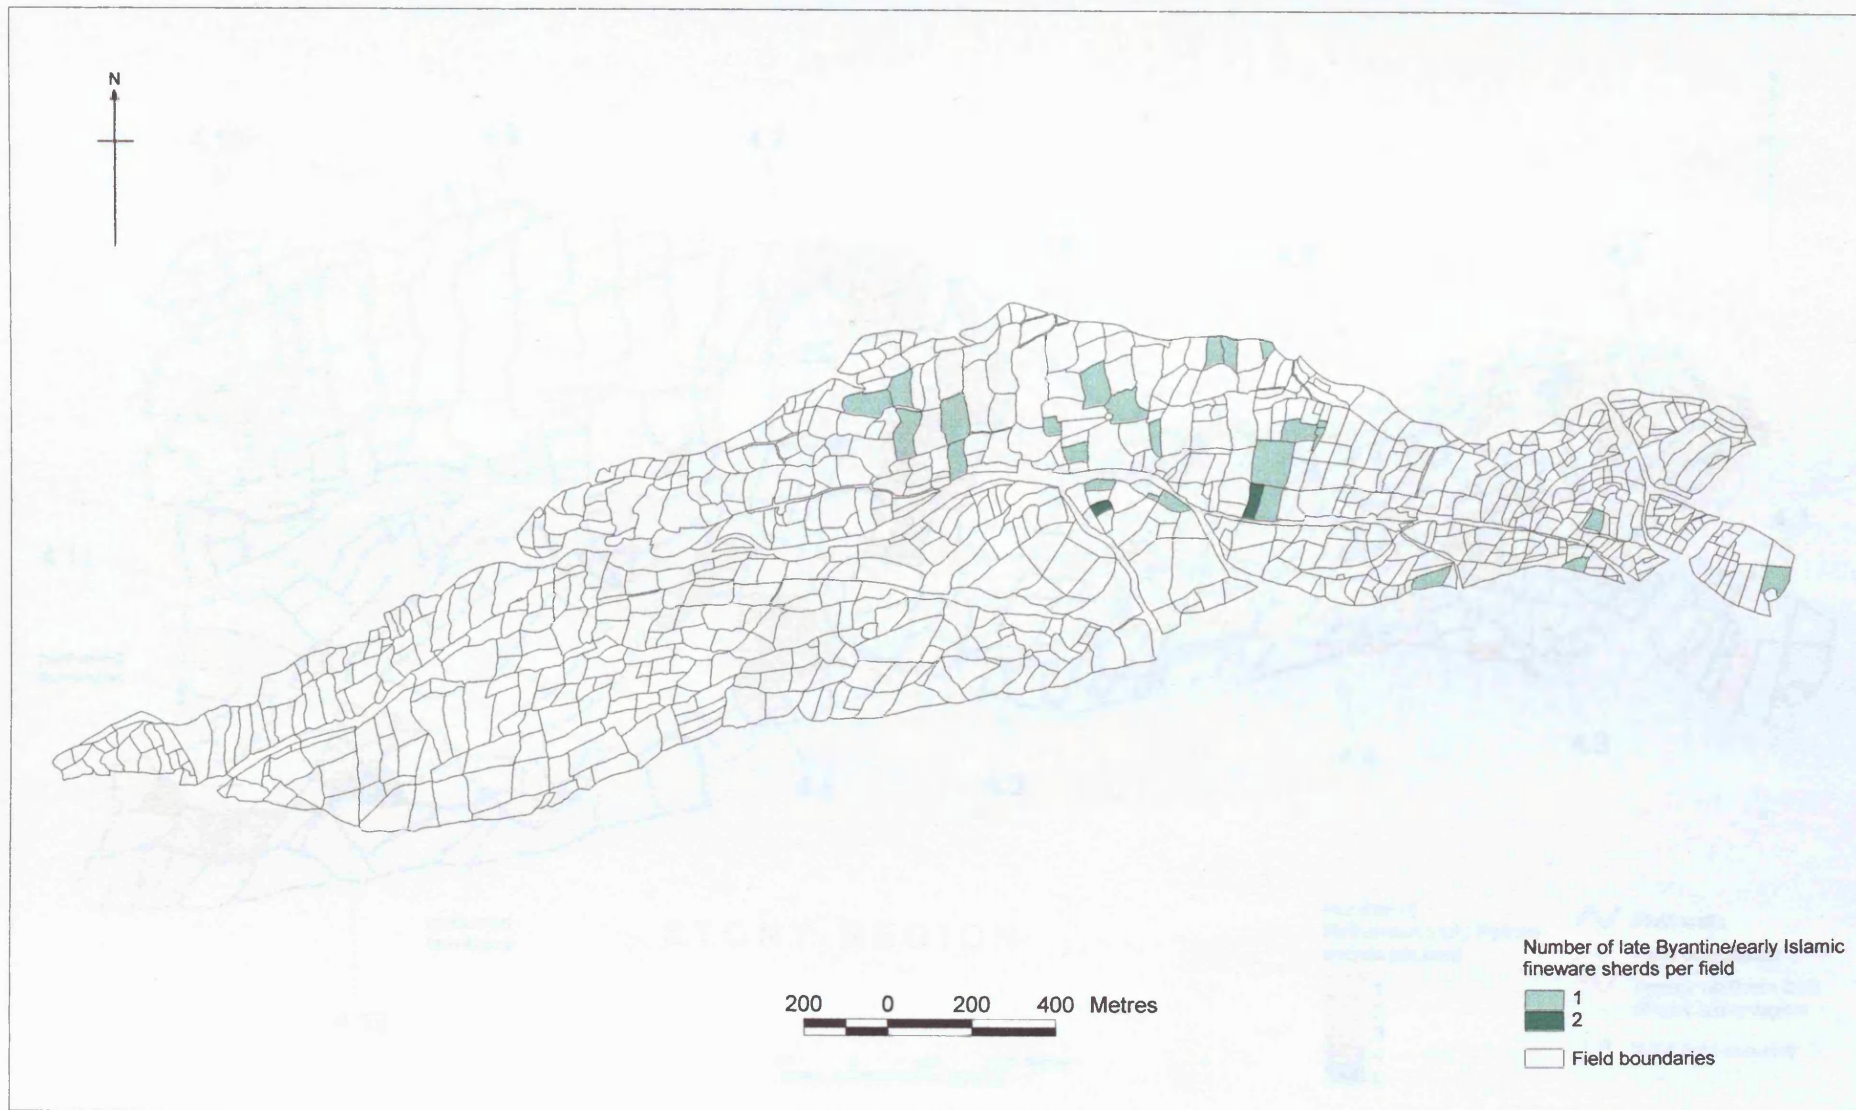 N
200 0 200 400 Metres
Number of late Byantine/early Islamic
fineware sherds per field
1
2
Field boundaries